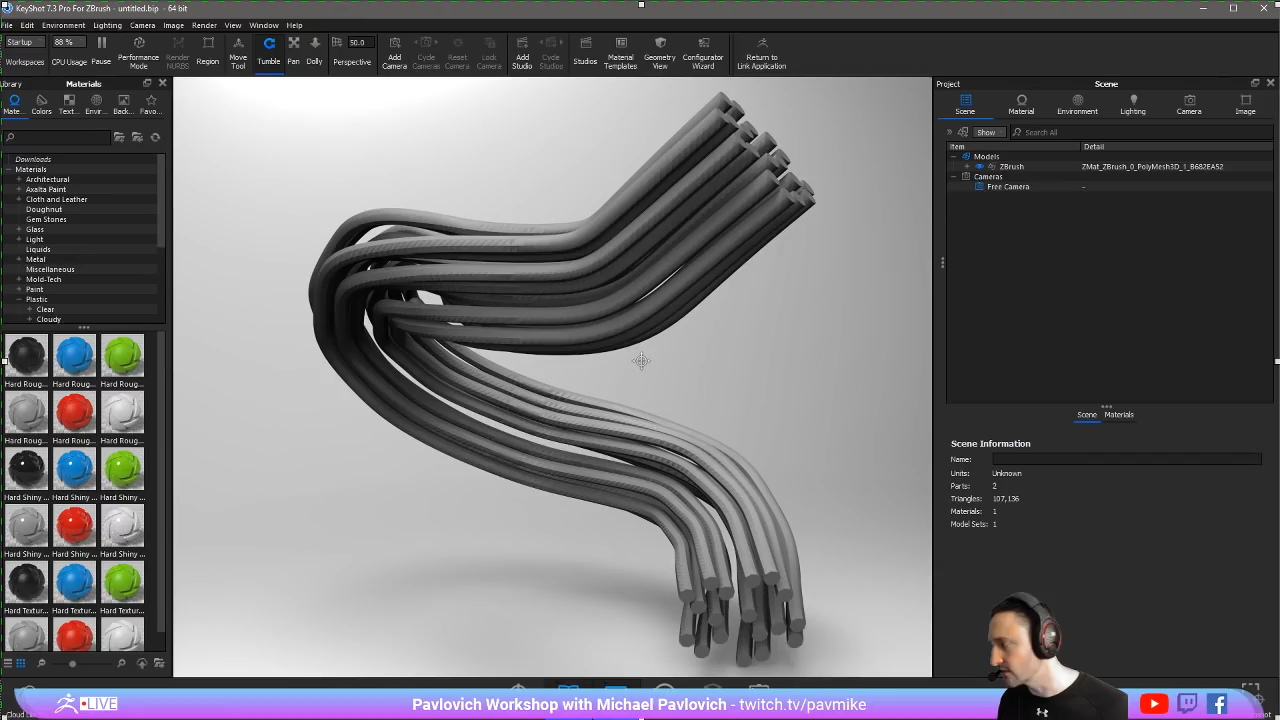 KeyShot 7.3 Pro For ZBrush - untitled.bip - 64 bit
File Edit Environment Lighting Camera Image Render View Window Help
Startup 88 % 50.0
Workspaces CPU Usage Pause Performance Mode Render NURBS Region Move Tool Tumble Pan Dolly Perspective Add Camera Cycle Cameras Reset Camera Lock Camera Add Studio Cycle Studios Studios Material Templates Geometry View Configurator Wizard Return to Link Application
Library Materials
Mate... Colors Text... Envi... Back... Favo...
Downloads
Materials
Architectural
Axalta Paint
Cloth and Leather
Doughnut
Gem Stones
Glass
Light
Liquids
Metal
Miscellaneous
Mold-Tech
Paint
Plastic
Clear
Cloudy
Hard Roug... Hard Roug... Hard Roug...
Hard Roug... Hard Roug... Hard Roug...
Hard Shiny ... Hard Shiny ... Hard Shiny ...
Hard Shiny ... Hard Shiny ... Hard Shiny ...
Hard Textur... Hard Textur... Hard Textur...
Project Scene
Scene Material Environment Lighting Camera Image
» Show Search All
Item Detail
Models
ZBrush ZMat_ZBrush_0_PolyMesh3D_1_B682EA52
Cameras
Free Camera -
Scene Materials
Scene Information
Name:
Units: Unknown
Parts: 2
Triangles: 107,136
Materials: 1
Model Sets: 1
LIVE
Pavlovich Workshop with Michael Pavlovich - twitch.tv/pavmike